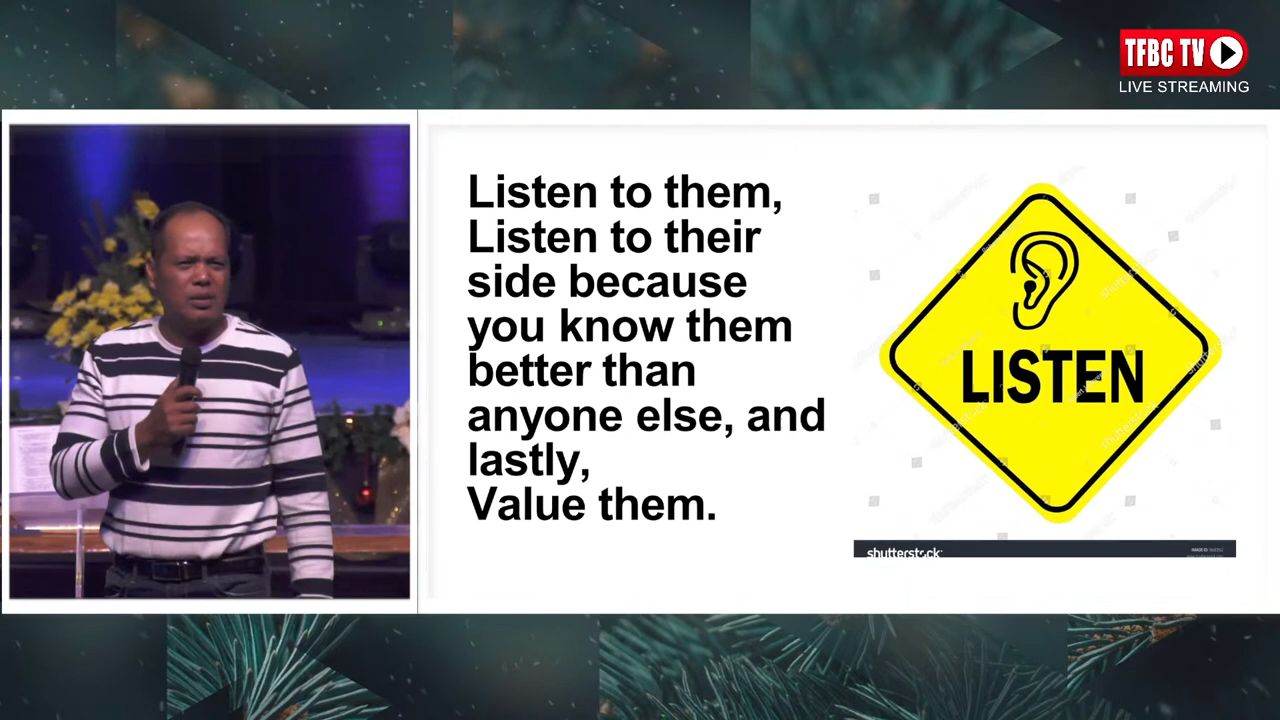 TFBC TV
LIVE STREAMING
Listen to them,
Listen to their
side because
you know them
better than
anyone else, and
lastly,
Value them.
LISTEN
shutterstock